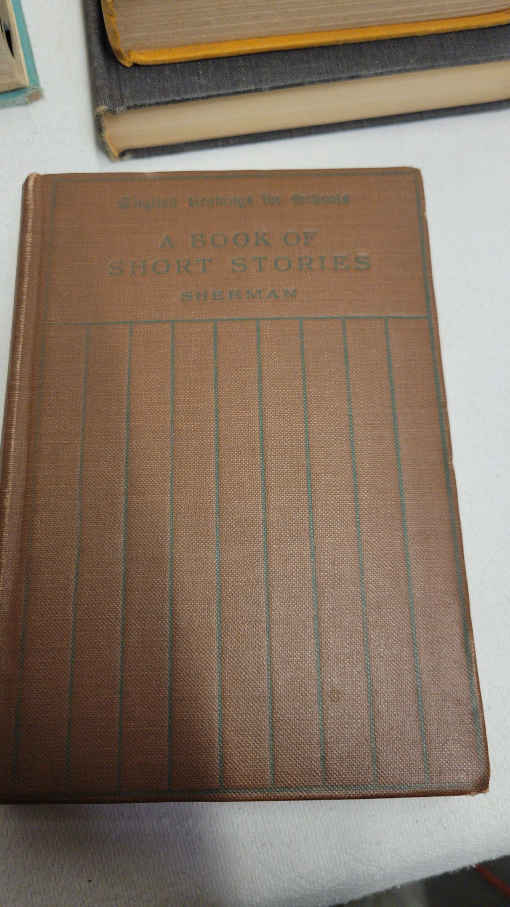 English Readings for Schools
A BOOK OF
SHORT STORIES
SHERMAN